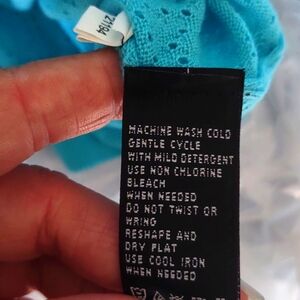 21194
MACHINE WASH COLD
GENTLE CYCLE
WITH MILD DETERGENT
USE NON CHLORINE
BLEACH
WHEN NEEDED
DO NOT TWIST OR
WRING
RESHAPE AND
DRY FLAT
USE COOL IRON
WHEN NEEDED